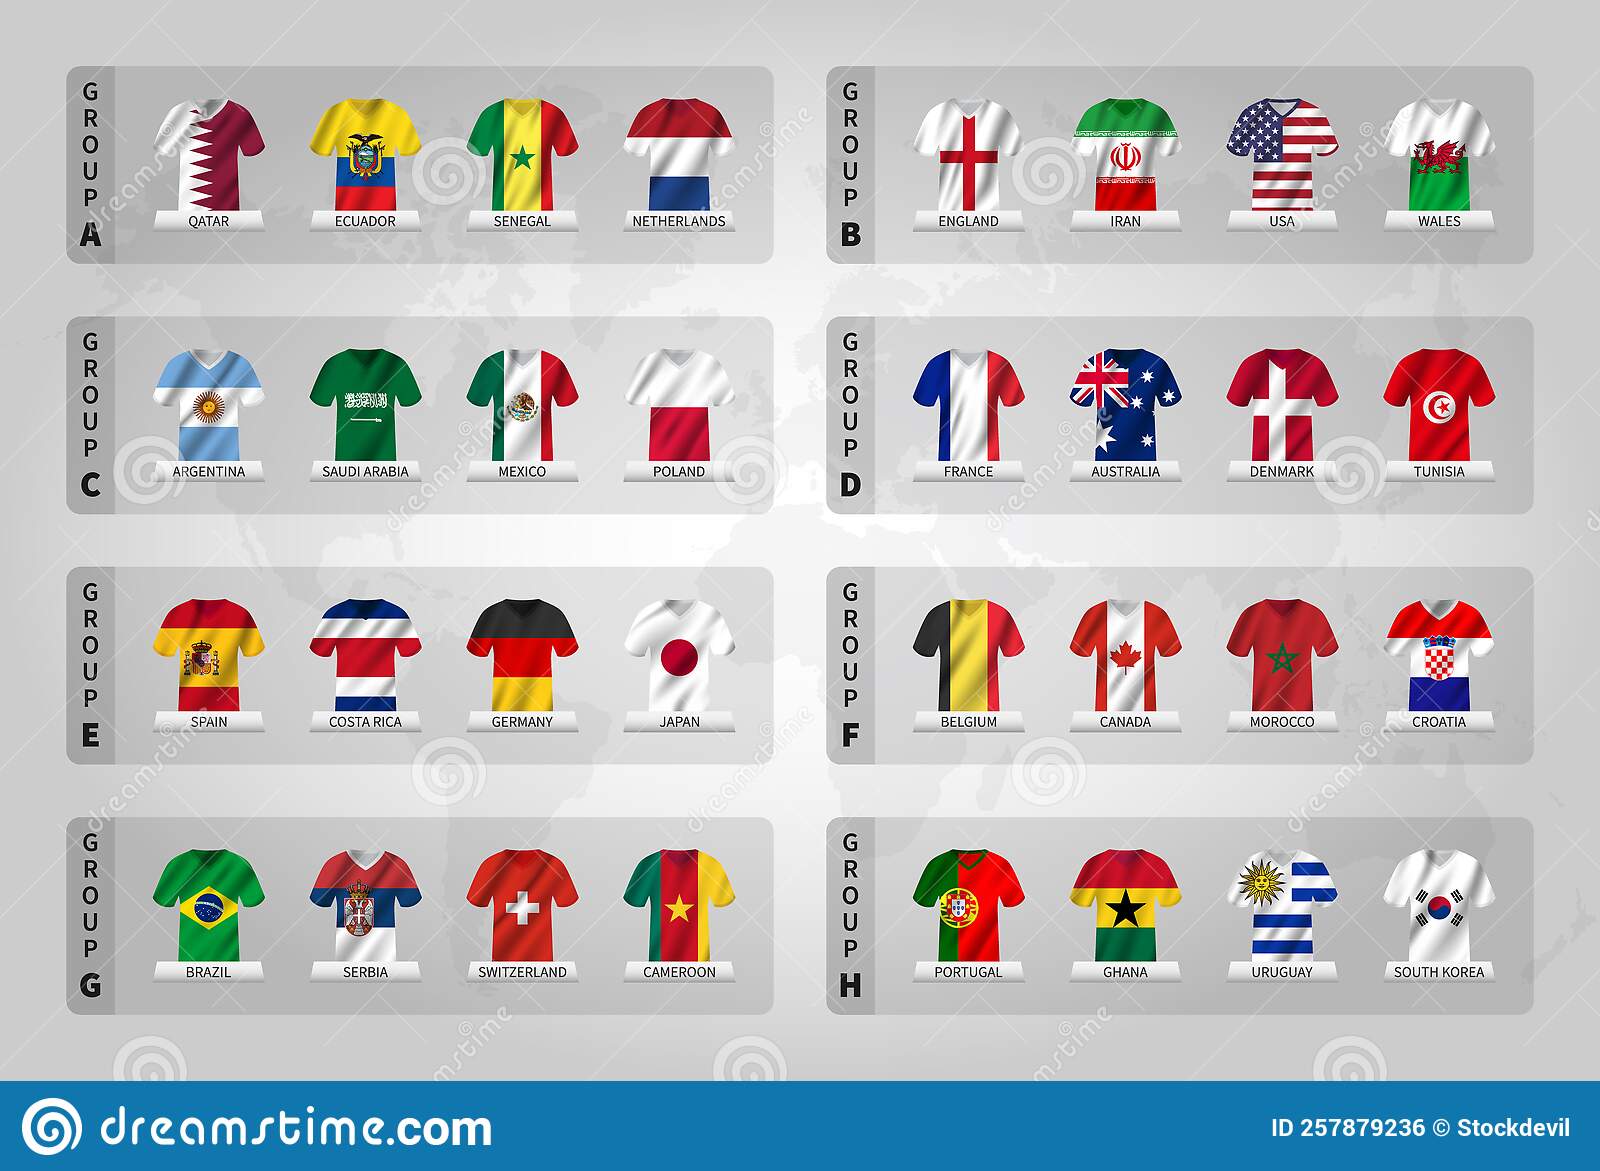 GROUP A
QATAR ECUADOR SENEGAL NETHERLANDS
GROUP B
ENGLAND IRAN USA WALES
GROUP C
ARGENTINA SAUDI ARABIA MEXICO POLAND
GROUP D
FRANCE AUSTRALIA DENMARK TUNISIA
GROUP E
SPAIN COSTA RICA GERMANY JAPAN
GROUP F
BELGIUM CANADA MOROCCO CROATIA
GROUP G
BRAZIL SERBIA SWITZERLAND CAMEROON
GROUP H
PORTUGAL GHANA URUGUAY SOUTH KOREA
dreamstime.com
ID 257879236 © Stockdevil